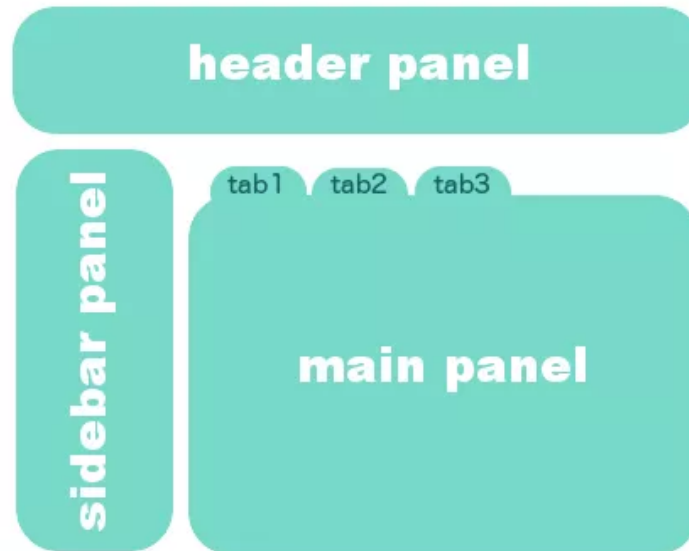 header panel
sidebar panel
tab1
tab2
tab3
main panel